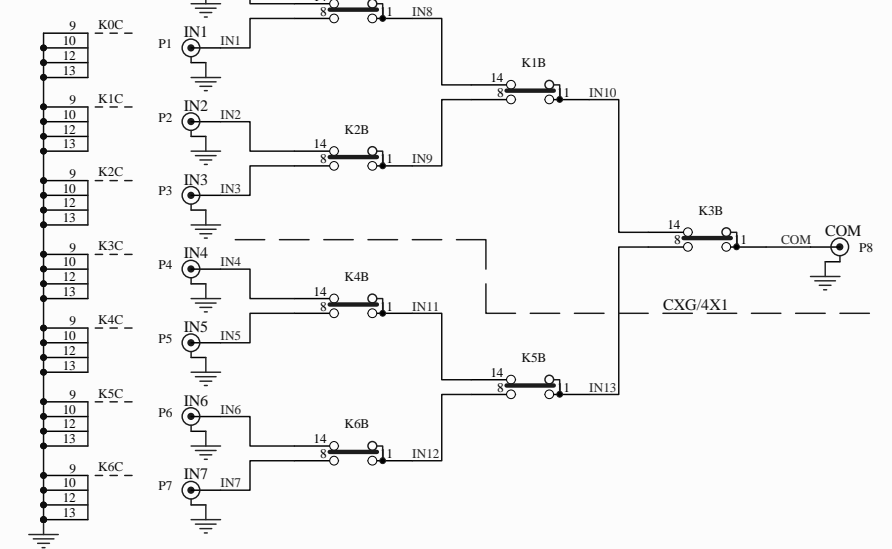 8 1 IN8
9 K0C
10
12
13
P1 IN1 IN1
K1B
14
8 1 IN10
9 K1C
10
12
13
P2 IN2 IN2
K2B
14
8 1 IN9
9 K2C
10
12
13
P3 IN3 IN3
K3B
14
8 1 COM
COM P8
9 K3C
10
12
13
P4 IN4 IN4
K4B
14
8 1 IN11
CXG/4X1
9 K4C
10
12
13
P5 IN5 IN5
K5B
14
8 1 IN13
9 K5C
10
12
13
P6 IN6 IN6
K6B
14
8 1 IN12
9 K6C
10
12
13
P7 IN7 IN7